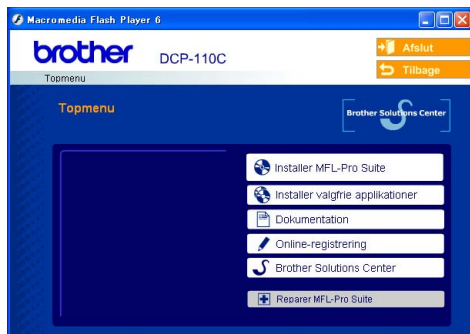 Macromedia Flash Player 6
brother
DCP-110C
Afslut
Tilbage
Topmenu
Topmenu
Brother Solutions Center
Installer MFL-Pro Suite
Installer valgfrie applikationer
Dokumentation
Online-registrering
Brother Solutions Center
Reparer MFL-Pro Suite